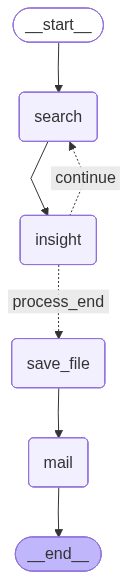 __start__
search
continue
insight
process_end
save_file
mail
__end__